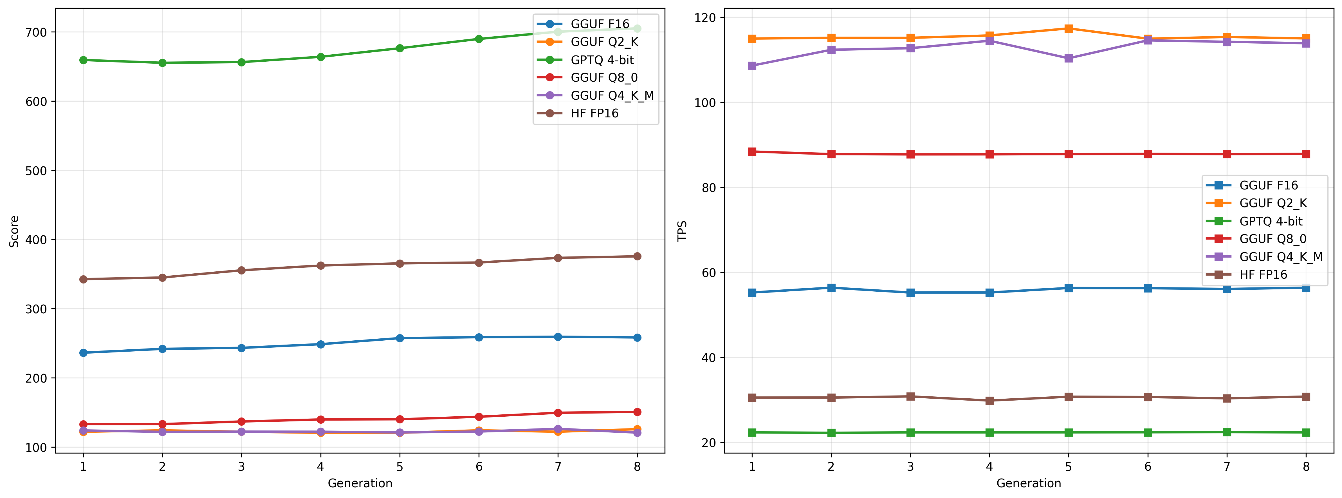 700
600
500
400
300
200
100
Score
1 2 3 4 5 6 7 8
Generation
GGUF F16
GGUF Q2_K
GPTQ 4-bit
GGUF Q8_0
GGUF Q4_K_M
HF FP16
120
100
80
60
40
20
TPS
1 2 3 4 5 6 7 8
Generation
GGUF F16
GGUF Q2_K
GPTQ 4-bit
GGUF Q8_0
GGUF Q4_K_M
HF FP16